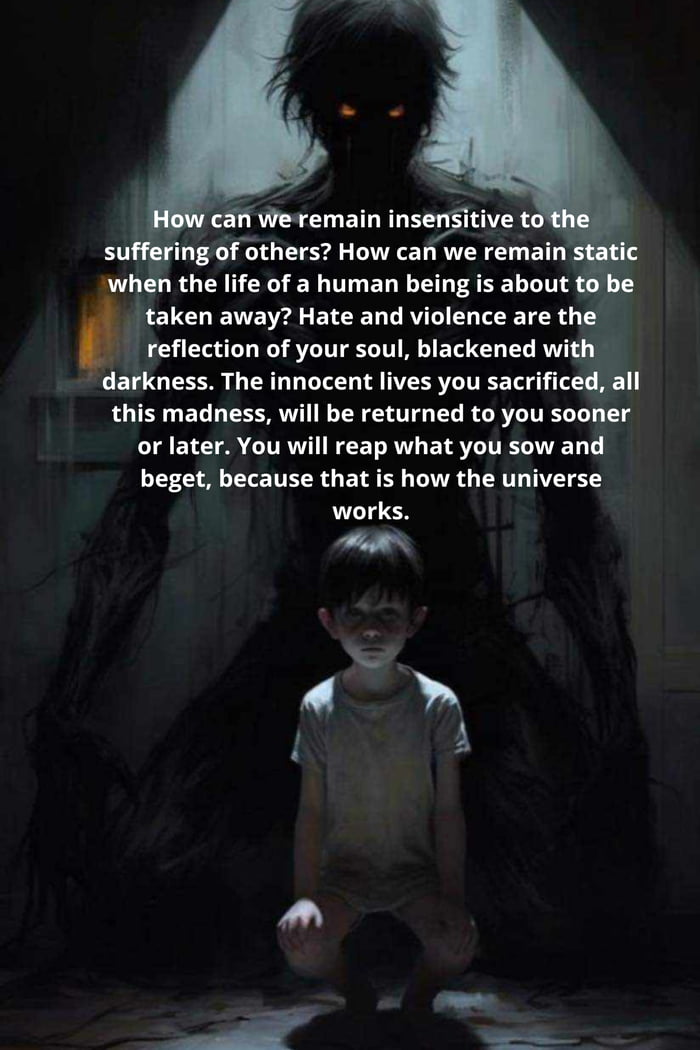 How can we remain insensitive to the
suffering of others? How can we remain static
when the life of a human being is about to be
taken away? Hate and violence are the
reflection of your soul, blackened with
darkness. The innocent lives you sacrificed, all
this madness, will be returned to you sooner
or later. You will reap what you sow and
beget, because that is how the universe
works.